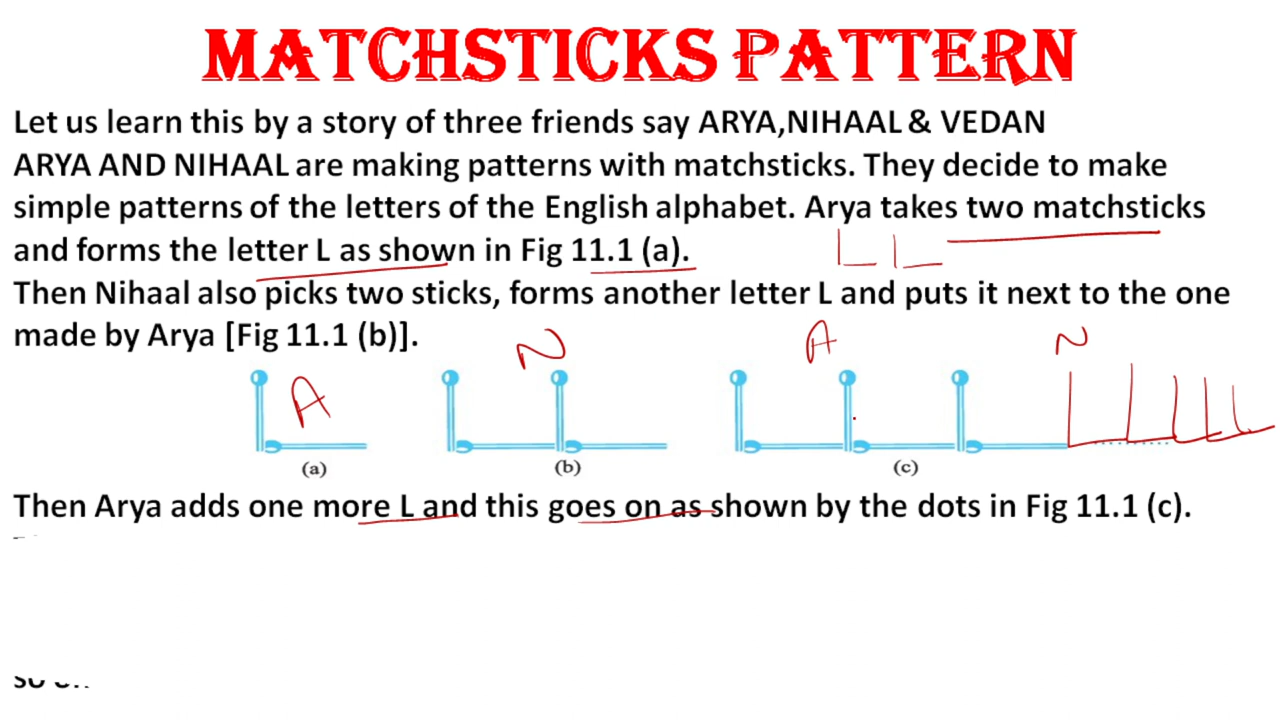 MATCHSTICKS PATTERN
Let us learn this by a story of three friends say ARYA,NIHAAL & VEDAN
ARYA AND NIHAAL are making patterns with matchsticks. They decide to make
simple patterns of the letters of the English alphabet. Arya takes two matchsticks
and forms the letter L as shown in Fig 11.1 (a).
L L
Then Nihaal also picks two sticks, forms another letter L and puts it next to the one
made by Arya [Fig 11.1 (b)].
A N A N
(a) (b) (c)
Then Arya adds one more L and this goes on as shown by the dots in Fig 11.1 (c).